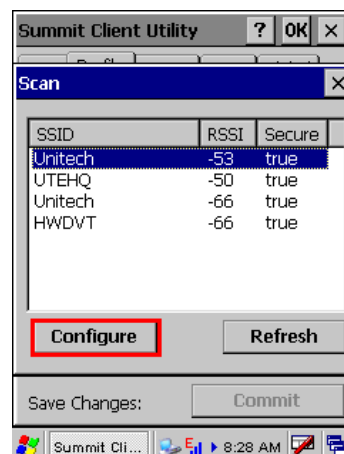 Summit Client Utility ? OK ×
Scan ×
SSID RSSI Secure
Unitech -53 true
UTEHQ -50 true
Unitech -66 true
HWDVT -66 true
Configure Refresh
Save Changes: Commit
Summit Cli... 8:28 AM